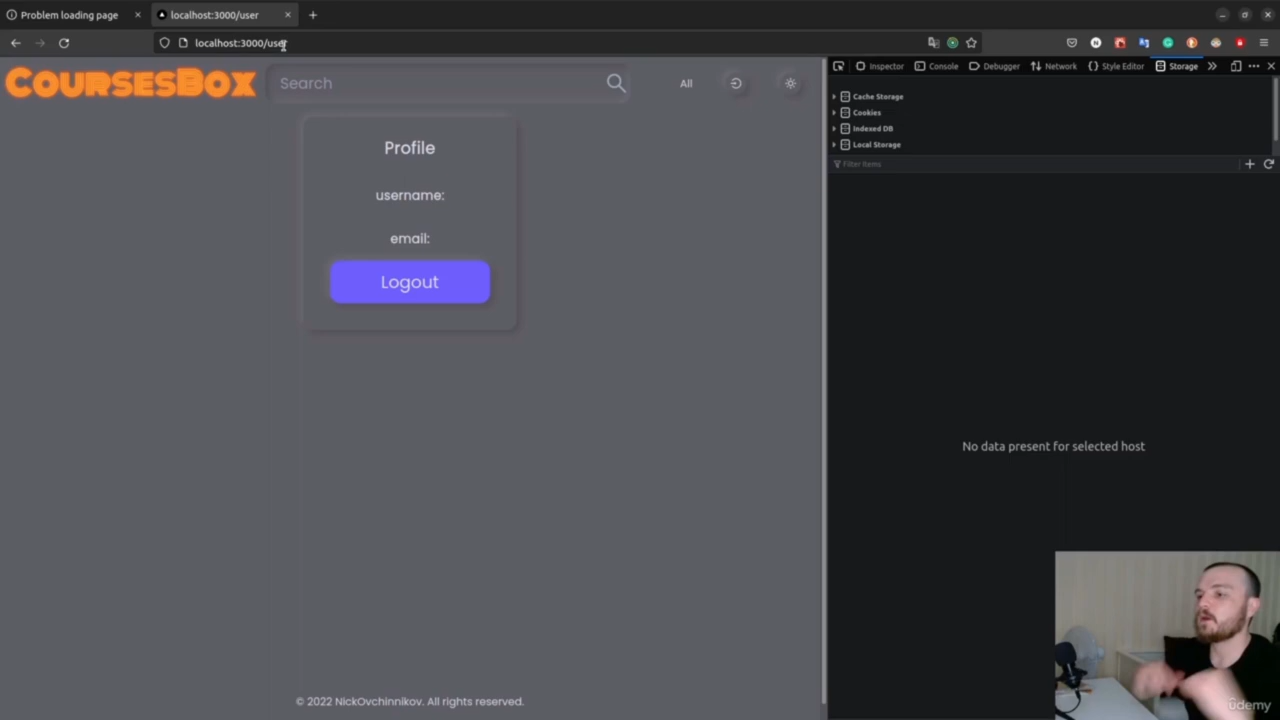 Problem loading page
localhost:3000/user
localhost:3000/user
CoursesBox
Search
All
Profile
username:
email:
Logout
© 2022 NickOvchinnikov. All rights reserved.
Inspector
Console
Debugger
Network
Style Editor
Storage
Cache Storage
Cookies
Indexed DB
Local Storage
Filter Items
No data present for selected host
ûdemy